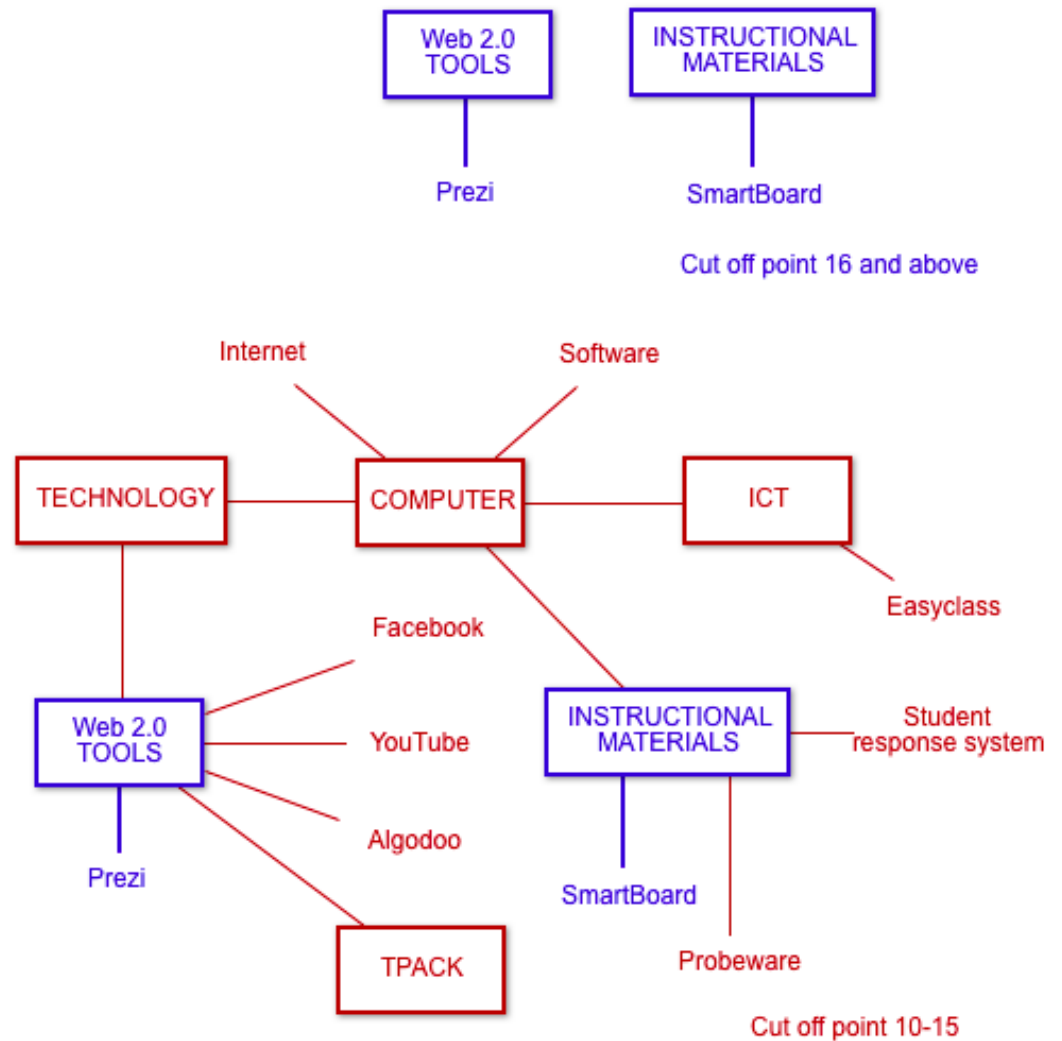 Web 2.0
TOOLS
INSTRUCTIONAL
MATERIALS
Prezi
SmartBoard
Cut off point 16 and above
Internet
Software
TECHNOLOGY
COMPUTER
ICT
Easyclass
Facebook
Web 2.0
TOOLS
YouTube
INSTRUCTIONAL
MATERIALS
Student
response system
Algodoo
Prezi
SmartBoard
TPACK
Probeware
Cut off point 10-15